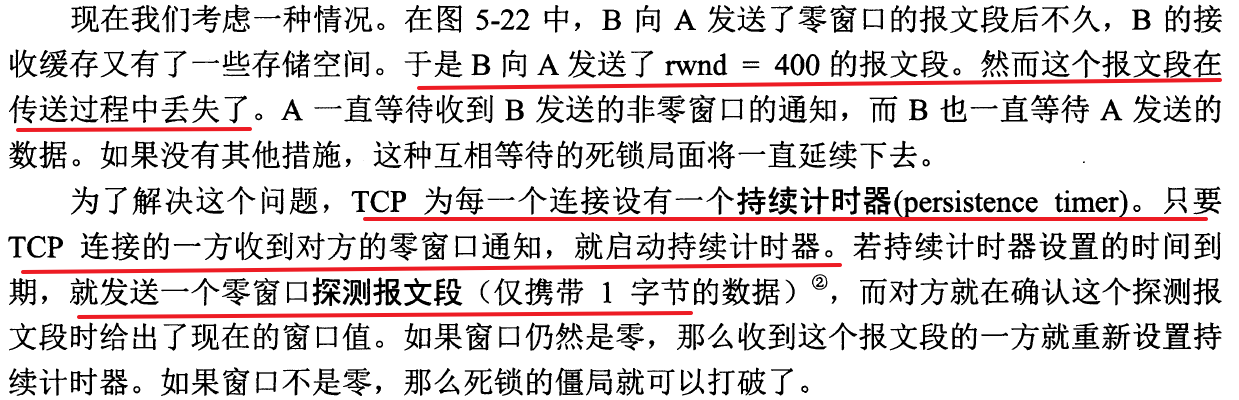 现在我们考虑一种情况。在图 5-22 中，B 向 A 发送了零窗口的报文段后不久，B 的接
收缓存又有了一些存储空间。于是 B 向 A 发送了 rwnd = 400 的报文段。然而这个报文段在
传送过程中丢失了。A 一直等待收到 B 发送的非零窗口的通知，而 B 也一直等待 A 发送的
数据。如果没有其他措施，这种互相等待的死锁局面将一直延续下去。
为了解决这个问题，TCP 为每一个连接设有一个持续计时器(persistence timer)。只要
TCP 连接的一方收到对方的零窗口通知，就启动持续计时器。若持续计时器设置的时间到
期，就发送一个零窗口探测报文段（仅携带 1 字节的数据）②，而对方就在确认这个探测报
文段时给出了现在的窗口值。如果窗口仍然是零，那么收到这个报文段的一方就重新设置持
续计时器。如果窗口不是零，那么死锁的僵局就可以打破了。